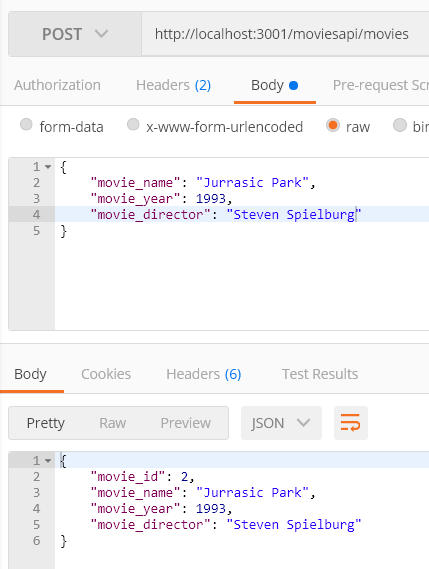 POST http://localhost:3001/moviesapi/movies
Authorization Headers (2) Body Pre-request Scr
form-data x-www-form-urlencoded raw bin
1 {
2 "movie_name": "Jurrasic Park",
3 "movie_year": 1993,
4 "movie_director": "Steven Spielburg"
5 }
Body Cookies Headers (6) Test Results
Pretty Raw Preview JSON
1 {
2 "movie_id": 2,
3 "movie_name": "Jurrasic Park",
4 "movie_year": 1993,
5 "movie_director": "Steven Spielburg"
6 }